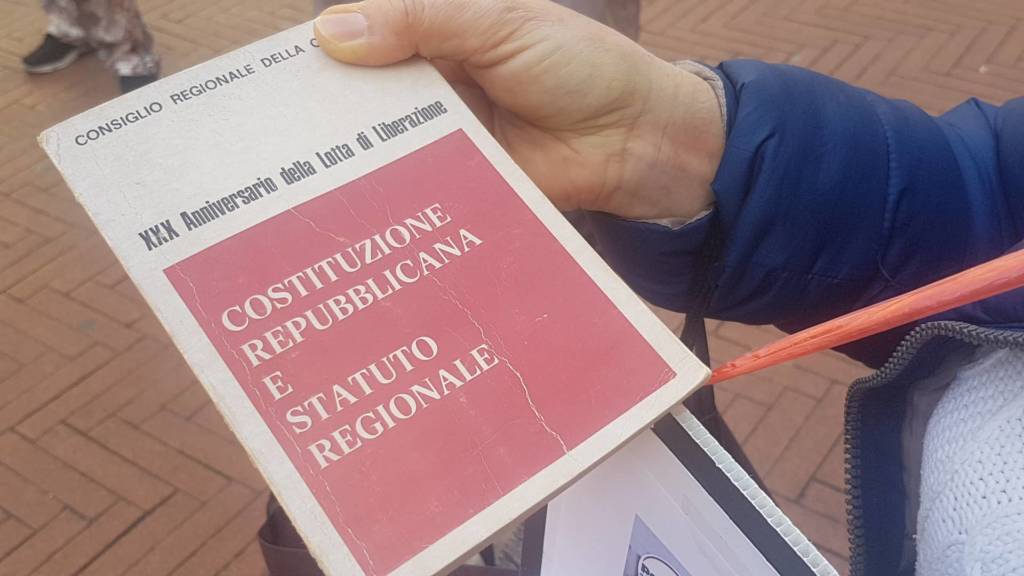 CONSIGLIO REGIONALE DELLA
XXX Anniversario della Lotta di Liberazione
COSTITUZIONE
REPUBBLICANA
E
STATUTO
REGIONALE